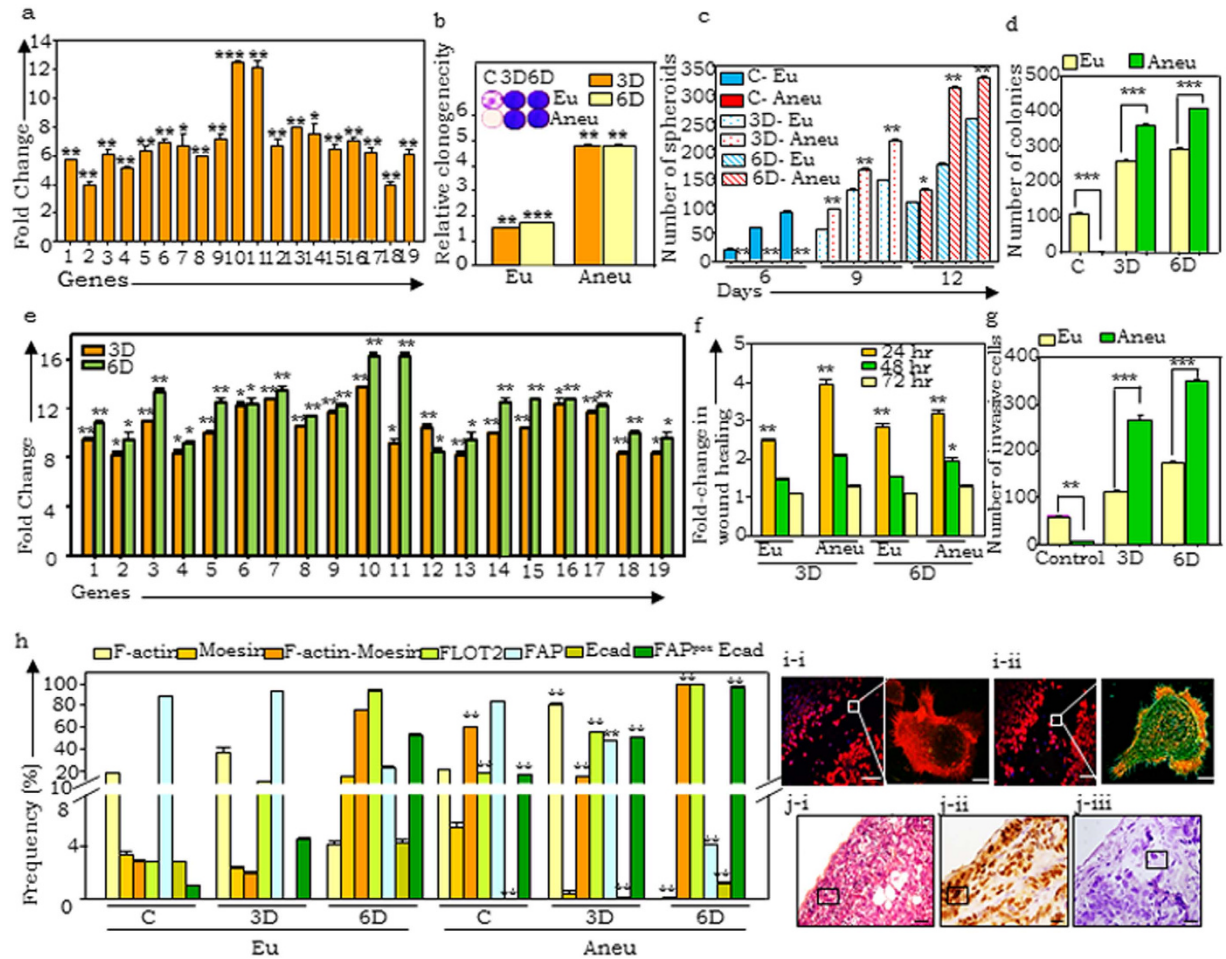 a
14
12
10
8
6
4
2
0
Fold Change
** ** ** ** ** ** * ** ** *** ** ** ** * ** ** ** ** **
1 2 3 4 5 6 7 8 9 10 11 12 13 14 15 16 17 18 19
Genes
b
Relative clonogenecity
C 3D 6D
Eu
Aneu
3D
6D
6
5
4
3
2
1
0
** *** ** **
Eu Aneu
c
Number of spheroids
350
300
250
200
150
100
50
0
C- Eu
C- Aneu
3D- Eu
3D- Aneu
6D- Eu
6D- Aneu
** ** ** ** ** ** * ** **
6 9 12
Days
d
Eu Aneu
Number of colonies
500
400
300
200
100
0
*** *** ***
C 3D 6D
e
3D
6D
Fold Change
16
12
8
4
0
1 2 3 4 5 6 7 8 9 10 11 12 13 14 15 16 17 18 19
Genes
f
Fold-change in
wound healing
24 hr
48 hr
72 hr
5
4
3
2
1
0
** ** ** ** *
Eu Aneu Eu Aneu
3D 6D
g
Eu Aneu
Number of invasive cells
400
300
200
100
0
** *** ***
Control 3D 6D
h
F-actin Moesin F-actin-Moesin FLOT2 FAP Ecad FAPpos Ecad
Frequency (%)
100
80
60
40
20
10
8
4
0
**
C 3D 6D C 3D 6D
Eu Aneu
i-i i-ii
j-i j-ii j-iii